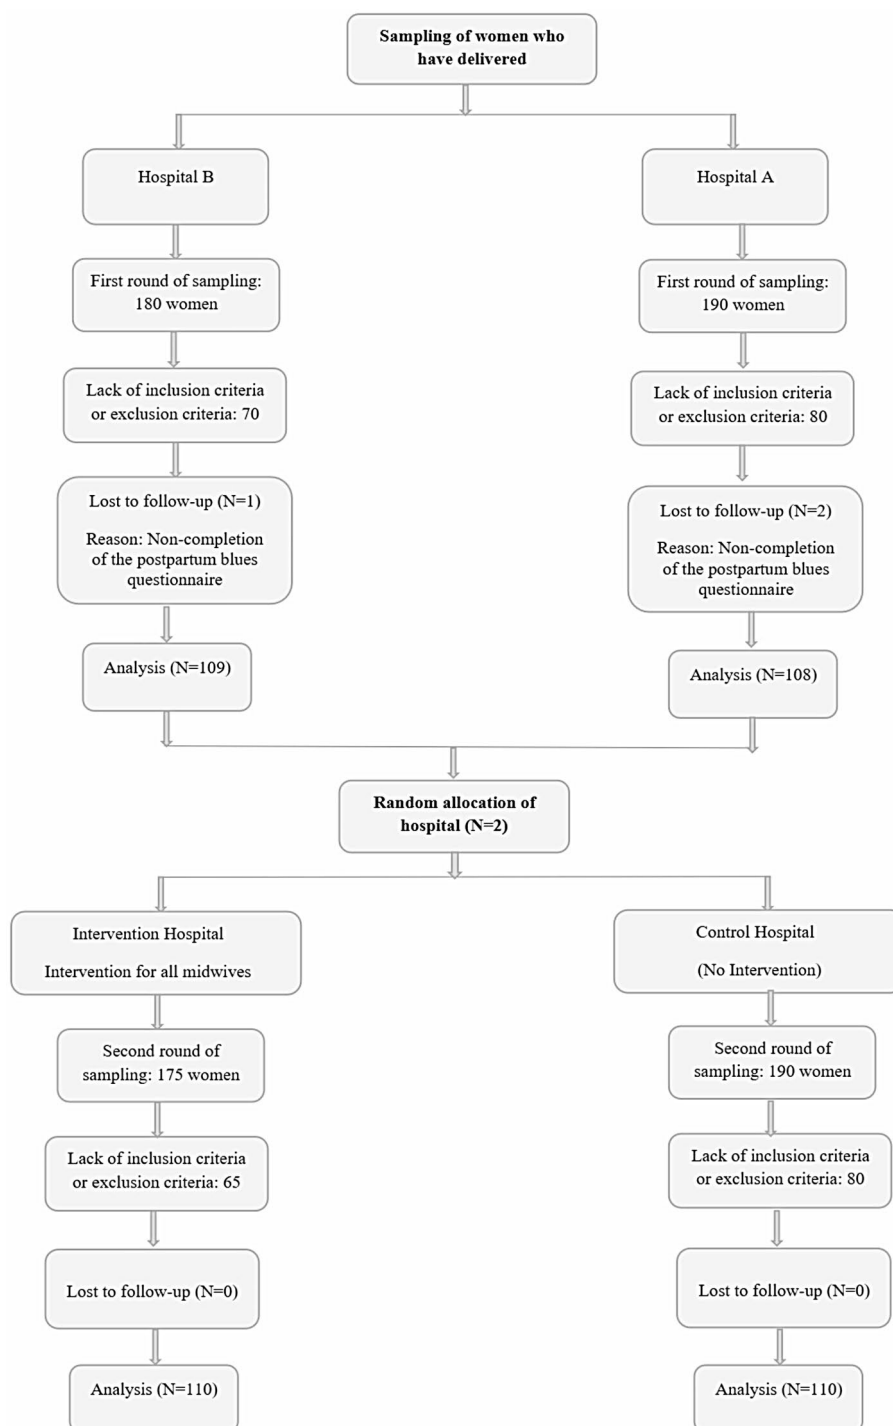 Sampling of women who
have delivered
Hospital B
Hospital A
First round of sampling:
180 women
First round of sampling:
190 women
Lack of inclusion criteria
or exclusion criteria: 70
Lack of inclusion criteria
or exclusion criteria: 80
Lost to follow-up (N=1)
Reason: Non-completion
of the postpartum blues
questionnaire
Lost to follow-up (N=2)
Reason: Non-completion
of the postpartum blues
questionnaire
Analysis (N=109)
Analysis (N=108)
Random allocation of
hospital (N=2)
Intervention Hospital
Intervention for all midwives
Control Hospital
(No Intervention)
Second round of
sampling: 175 women
Second round of
sampling: 190 women
Lack of inclusion criteria
or exclusion criteria: 65
Lack of inclusion criteria
or exclusion criteria: 80
Lost to follow-up (N=0)
Lost to follow-up (N=0)
Analysis (N=110)
Analysis (N=110)